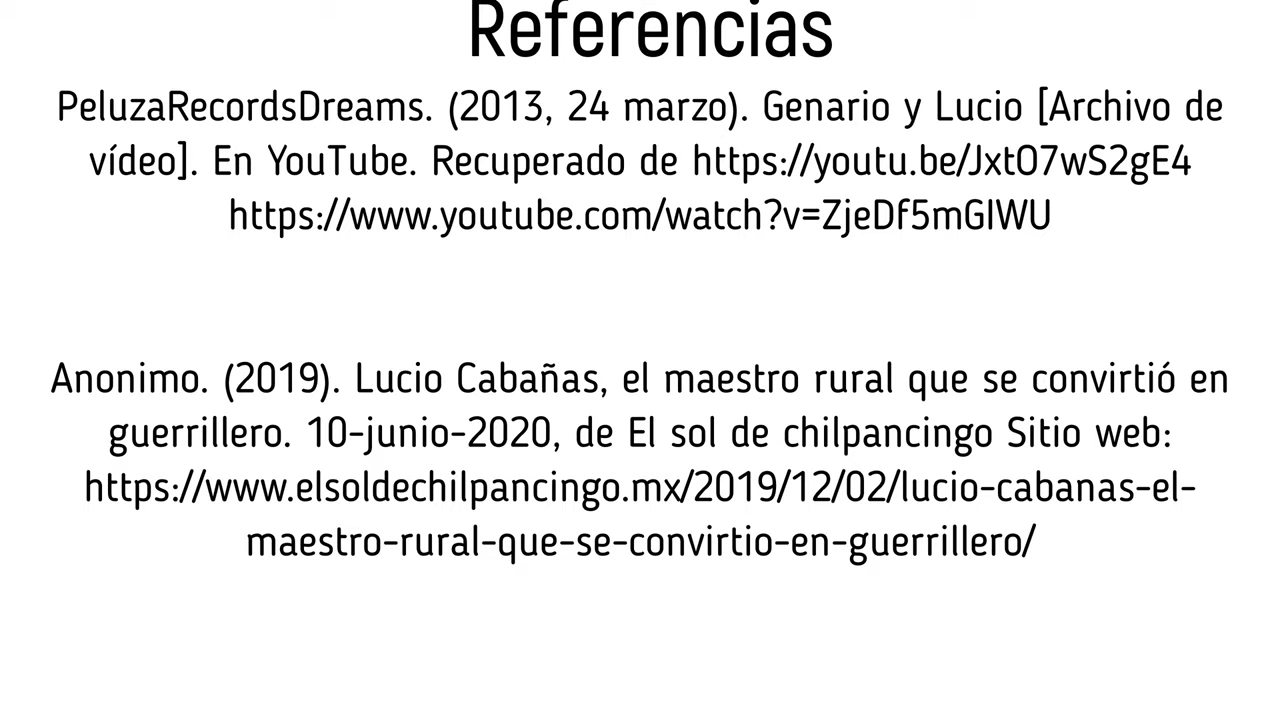 Referencias
PeluzaRecordsDreams. (2013, 24 marzo). Genario y Lucio [Archivo de
vídeo]. En YouTube. Recuperado de https://youtu.be/JxtO7wS2gE4
https://www.youtube.com/watch?v=ZjeDf5mGIWU
Anonimo. (2019). Lucio Cabañas, el maestro rural que se convirtió en
guerrillero. 10-junio-2020, de El sol de chilpancingo Sitio web:
https://www.elsoldechilpancingo.mx/2019/12/02/lucio-cabanas-el-
maestro-rural-que-se-convirtio-en-guerrillero/